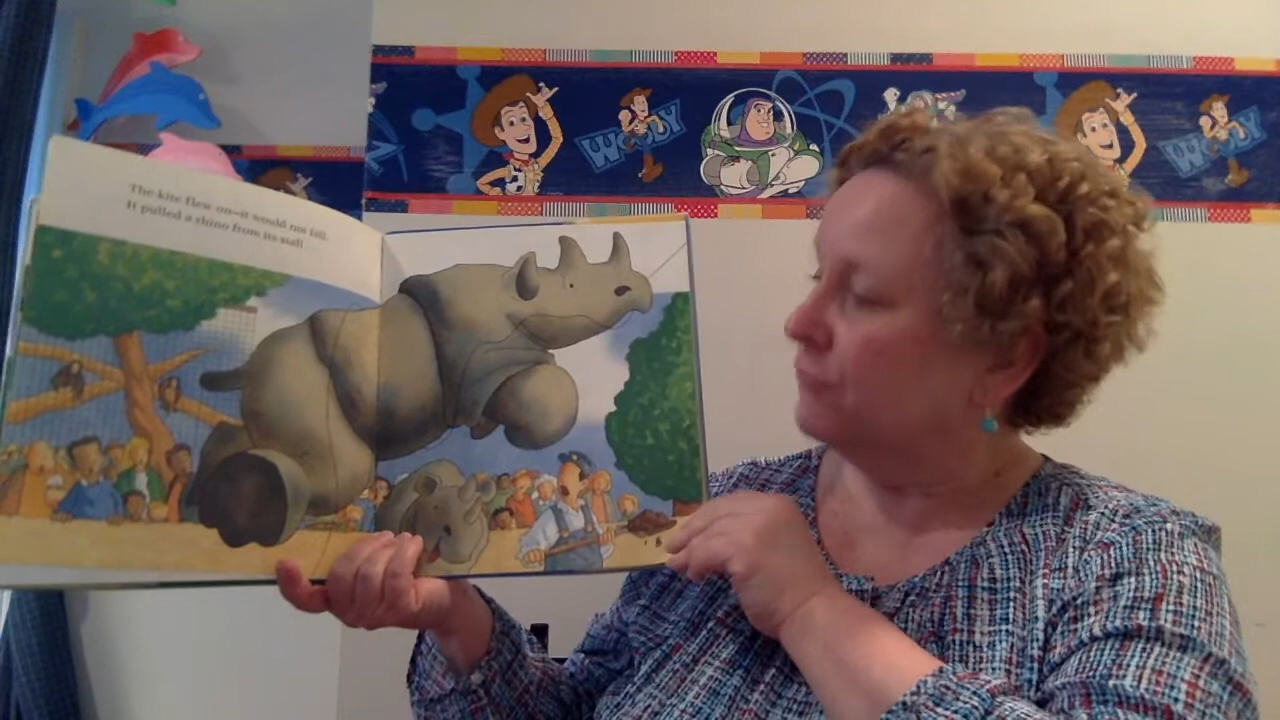 The kite flew on—it would not fall.
It pulled a rhino from its stall
WOODY
WOODY